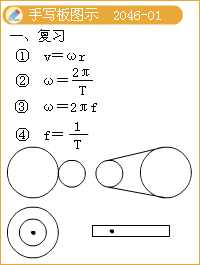 手写板图示 2046-01
一、复习
① v=ωr
② ω=2π/T
③ ω=2πf
④ f=1/T